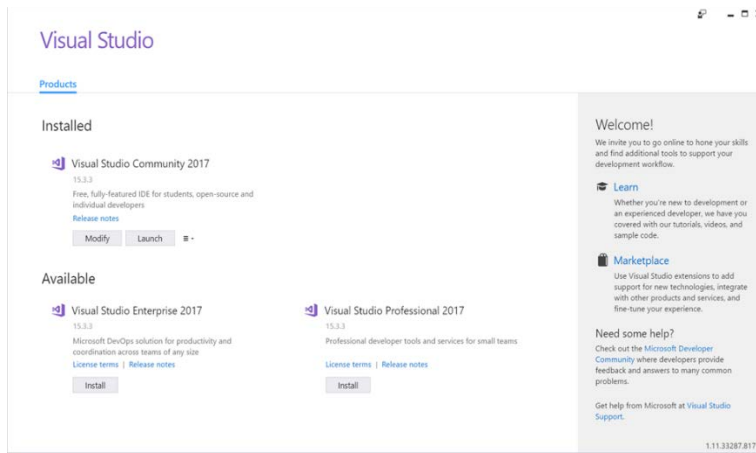 Visual Studio
Products
Installed
Visual Studio Community 2017
15.3.3
Free, fully-featured IDE for students, open-source and
individual developers
Release notes
Modify Launch
Available
Visual Studio Enterprise 2017
15.3.3
Microsoft DevOps solution for productivity and
coordination across teams of any size
License terms | Release notes
Install
Visual Studio Professional 2017
15.3.3
Professional developer tools and services for small teams
License terms | Release notes
Install
Welcome!
We invite you to go online to hone your skills
and find additional tools to support your
development workflow.
Learn
Whether you're new to development or
an experienced developer, we have you
covered with our tutorials, videos, and
sample code.
Marketplace
Use Visual Studio extensions to add
support for new technologies, integrate
with other products and services, and
fine-tune your experience.
Need some help?
Check out the Microsoft Developer
Community where developers provide
feedback and answers to many common
problems.
Get help from Microsoft at Visual Studio
Support.
1.11.33287.817